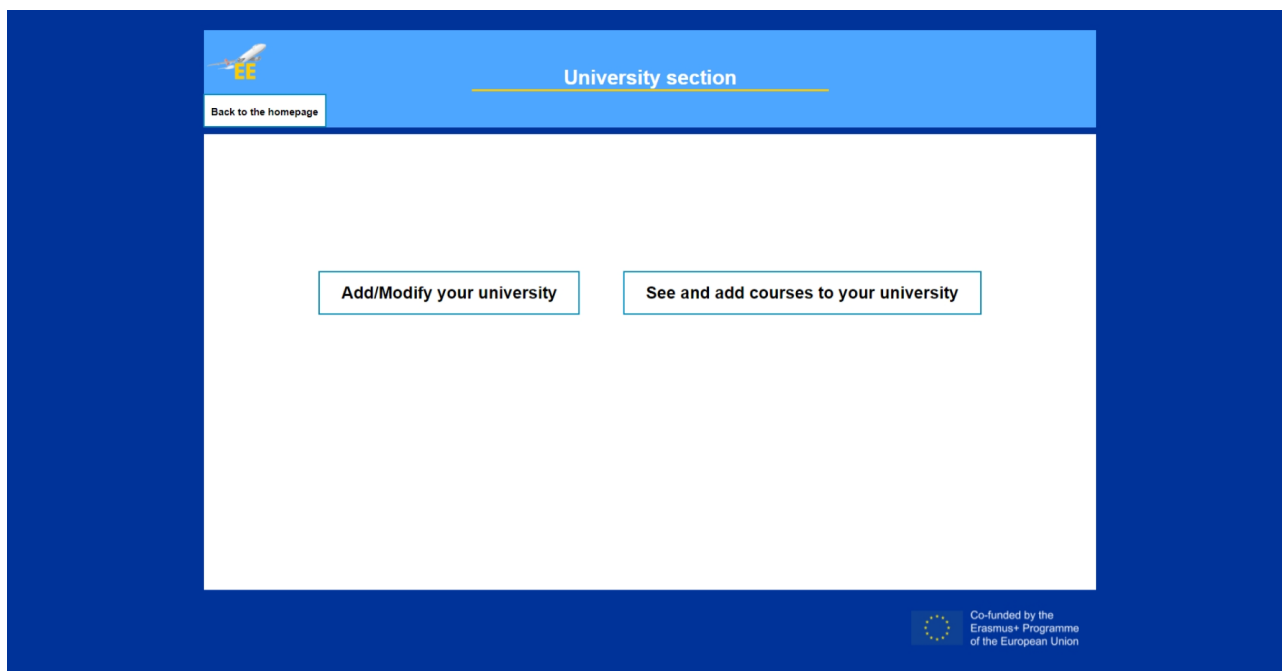 EE
University section
Back to the homepage
Add/Modify your university
See and add courses to your university
Co-funded by the
Erasmus+ Programme
of the European Union